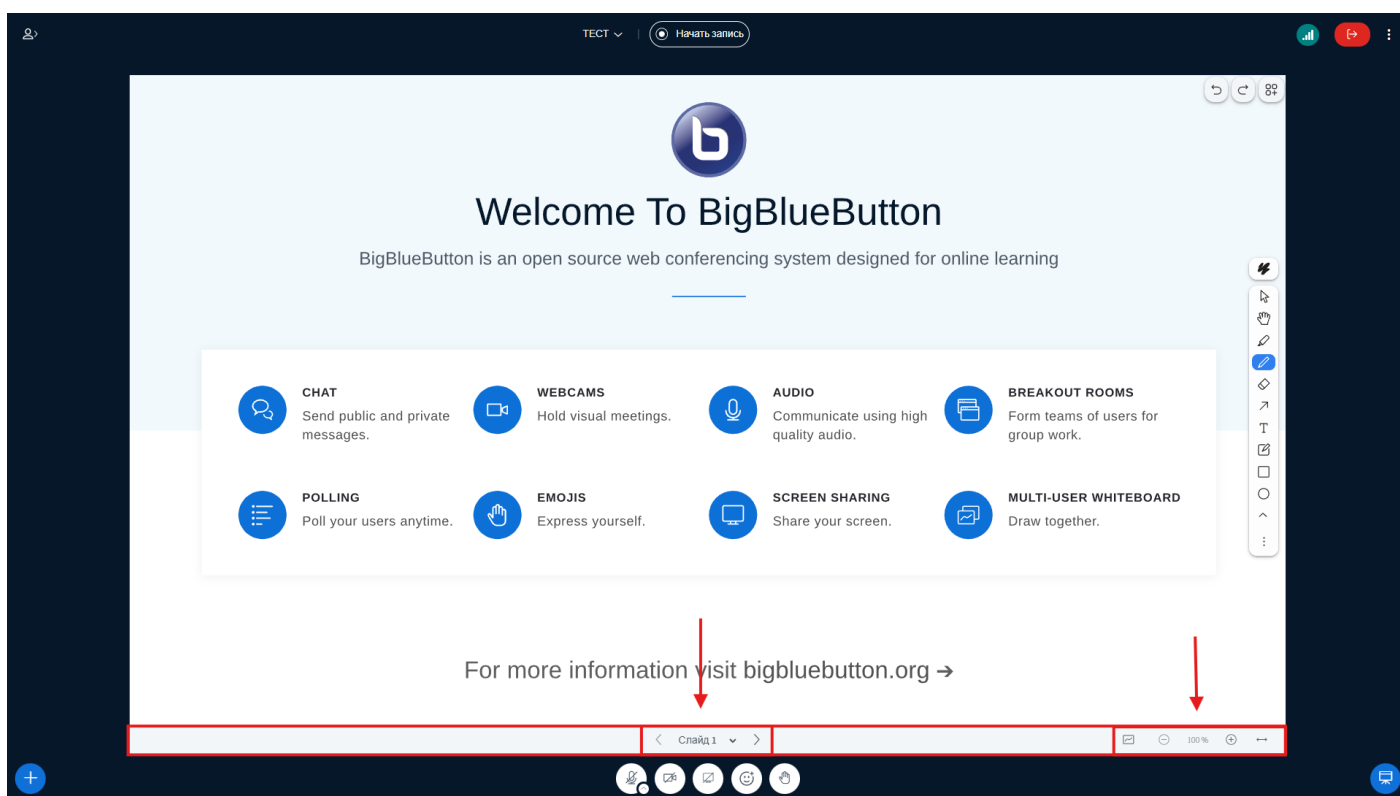 ТЕСТ
Начать запись
Welcome To BigBlueButton
BigBlueButton is an open source web conferencing system designed for online learning
CHAT
Send public and private
messages.
WEBCAMS
Hold visual meetings.
AUDIO
Communicate using high
quality audio.
BREAKOUT ROOMS
Form teams of users for
group work.
POLLING
Poll your users anytime.
EMOJIS
Express yourself.
SCREEN SHARING
Share your screen.
MULTI-USER WHITEBOARD
Draw together.
For more information visit bigbluebutton.org ➔
Слайд 1
100%